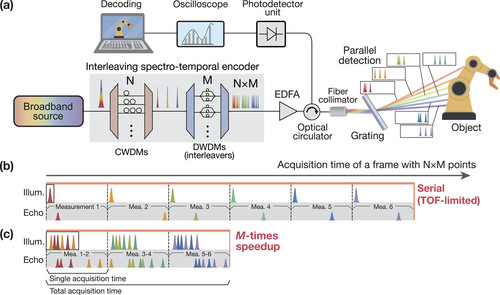 (a)
Decoding
Oscilloscope
Photodetector
unit
Interleaving spectro-temporal encoder
N
M
N×M
Broadband
source
CWDMs
DWDMs
(interleavers)
EDFA
Optical
circulator
Fiber
collimator
Grating
Parallel
detection
Object
Acquisition time of a frame with N×M points
(b)
Illum.
Echo
Measurement 1
Mea. 2
Mea. 3
Mea. 4
Mea. 5
Mea. 6
Serial
(TOF-limited)
(c)
Illum.
Echo
Mea. 1-2
Mea. 3-4
Mea. 5-6
M-times
speedup
Single acquisition time
Total acquisition time